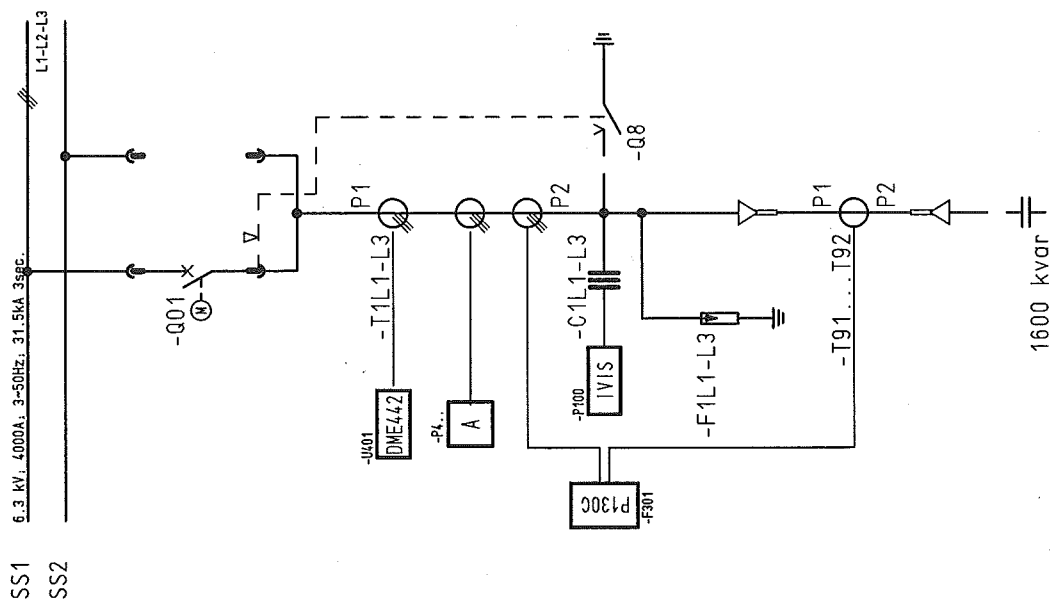 SS1
6.3 kV; 4000A; 3~50Hz; 31.5kA 3sec.
SS2
L1-L2-L3
-Q01
M
P1
-T1L1-L3
-U401
DME442
-P4..
A
P2
-Q8
-C1L1-L3
-P100
IVIS
-F1L1-L3
P130C
-F301
P1
P2
-T91....T92
1600 kvar